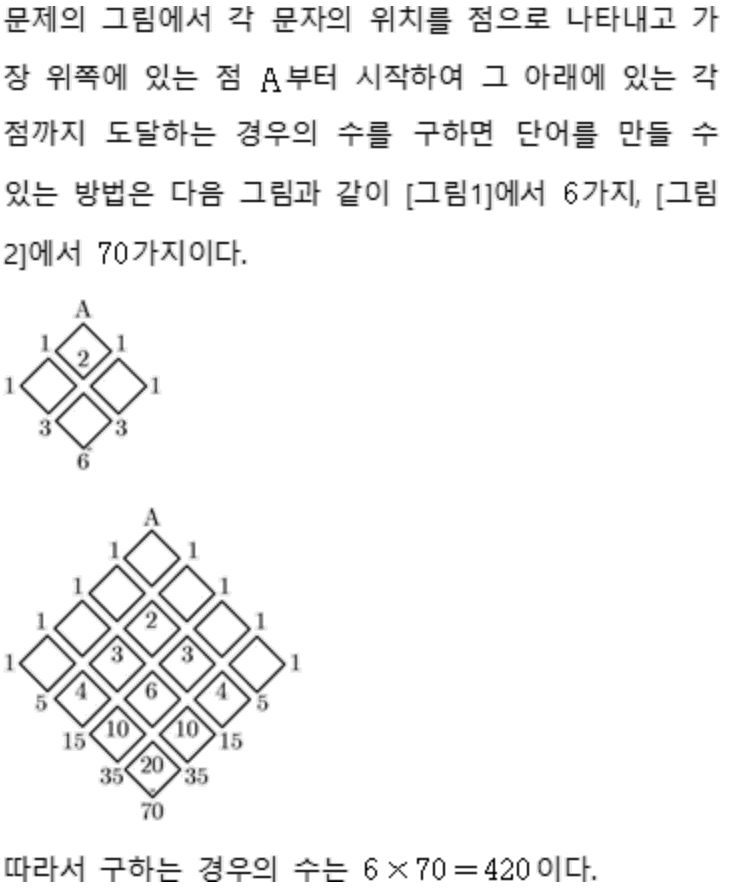 문제의 그림에서 각 문자의 위치를 점으로 나타내고 가
장 위쪽에 있는 점 A부터 시작하여 그 아래에 있는 각
점까지 도달하는 경우의 수를 구하면 단어를 만들 수
있는 방법은 다음 그림과 같이 [그림1]에서 6가지, [그림
2]에서 70가지이다.
A
1 1
2
1 1
3 3
6
A
1 1
1 1
1 2 1
1 3 3 1
5 4 6 4 5
15 10 10 15
35 20 35
70
따라서 구하는 경우의 수는 6×70=420이다.